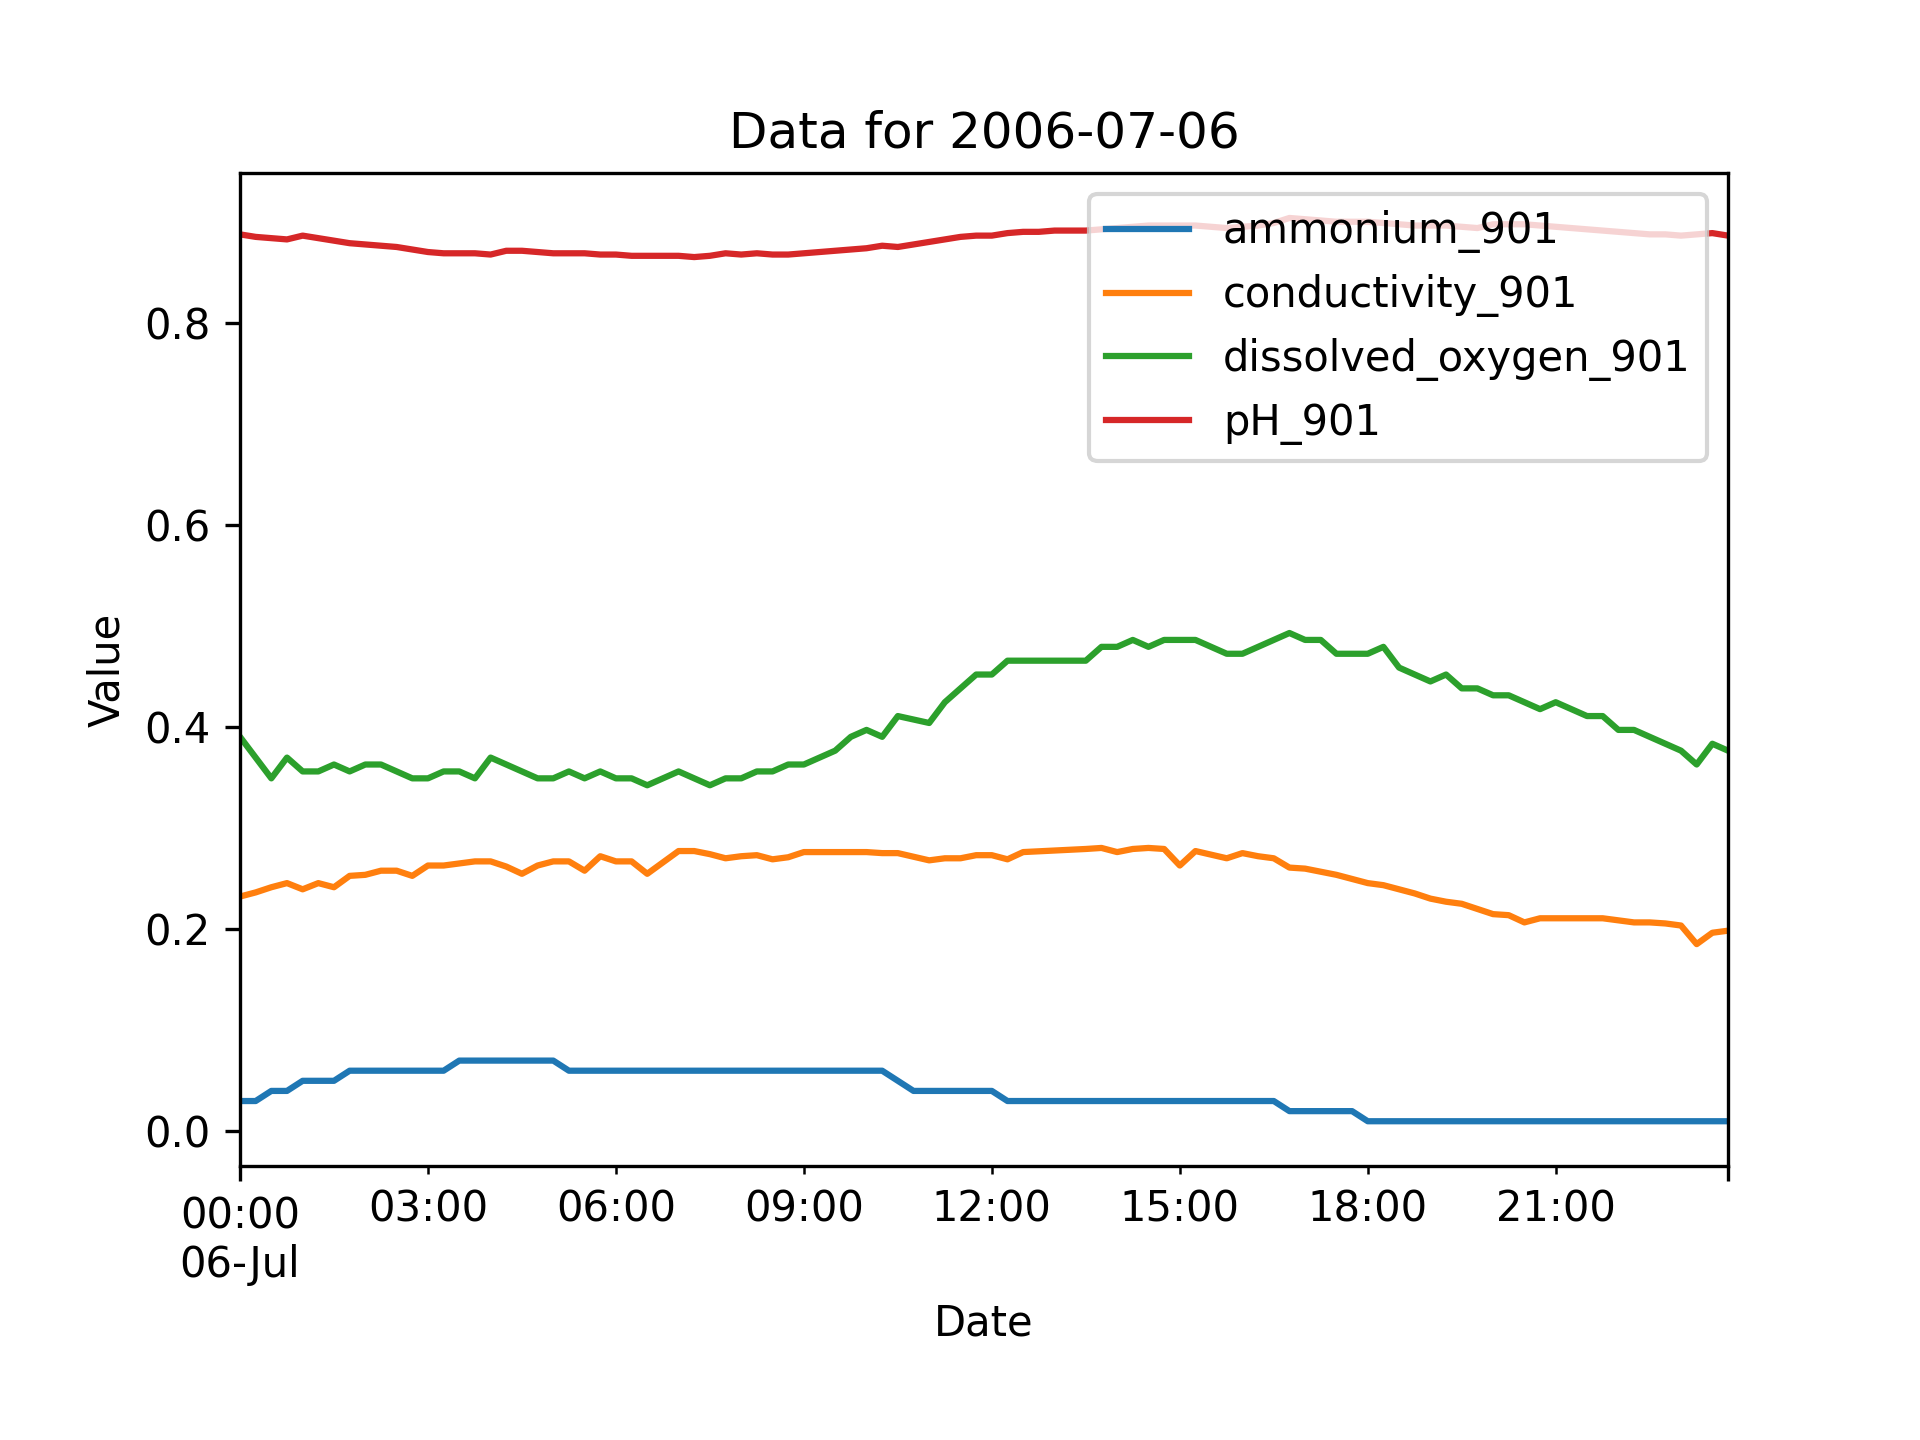 Data for 2006-07-06
ammonium_901
conductivity_901
dissolved_oxygen_901
pH_901
Value
0.8
0.6
0.4
0.2
0.0
00:00 03:00 06:00 09:00 12:00 15:00 18:00 21:00
06-Jul
Date